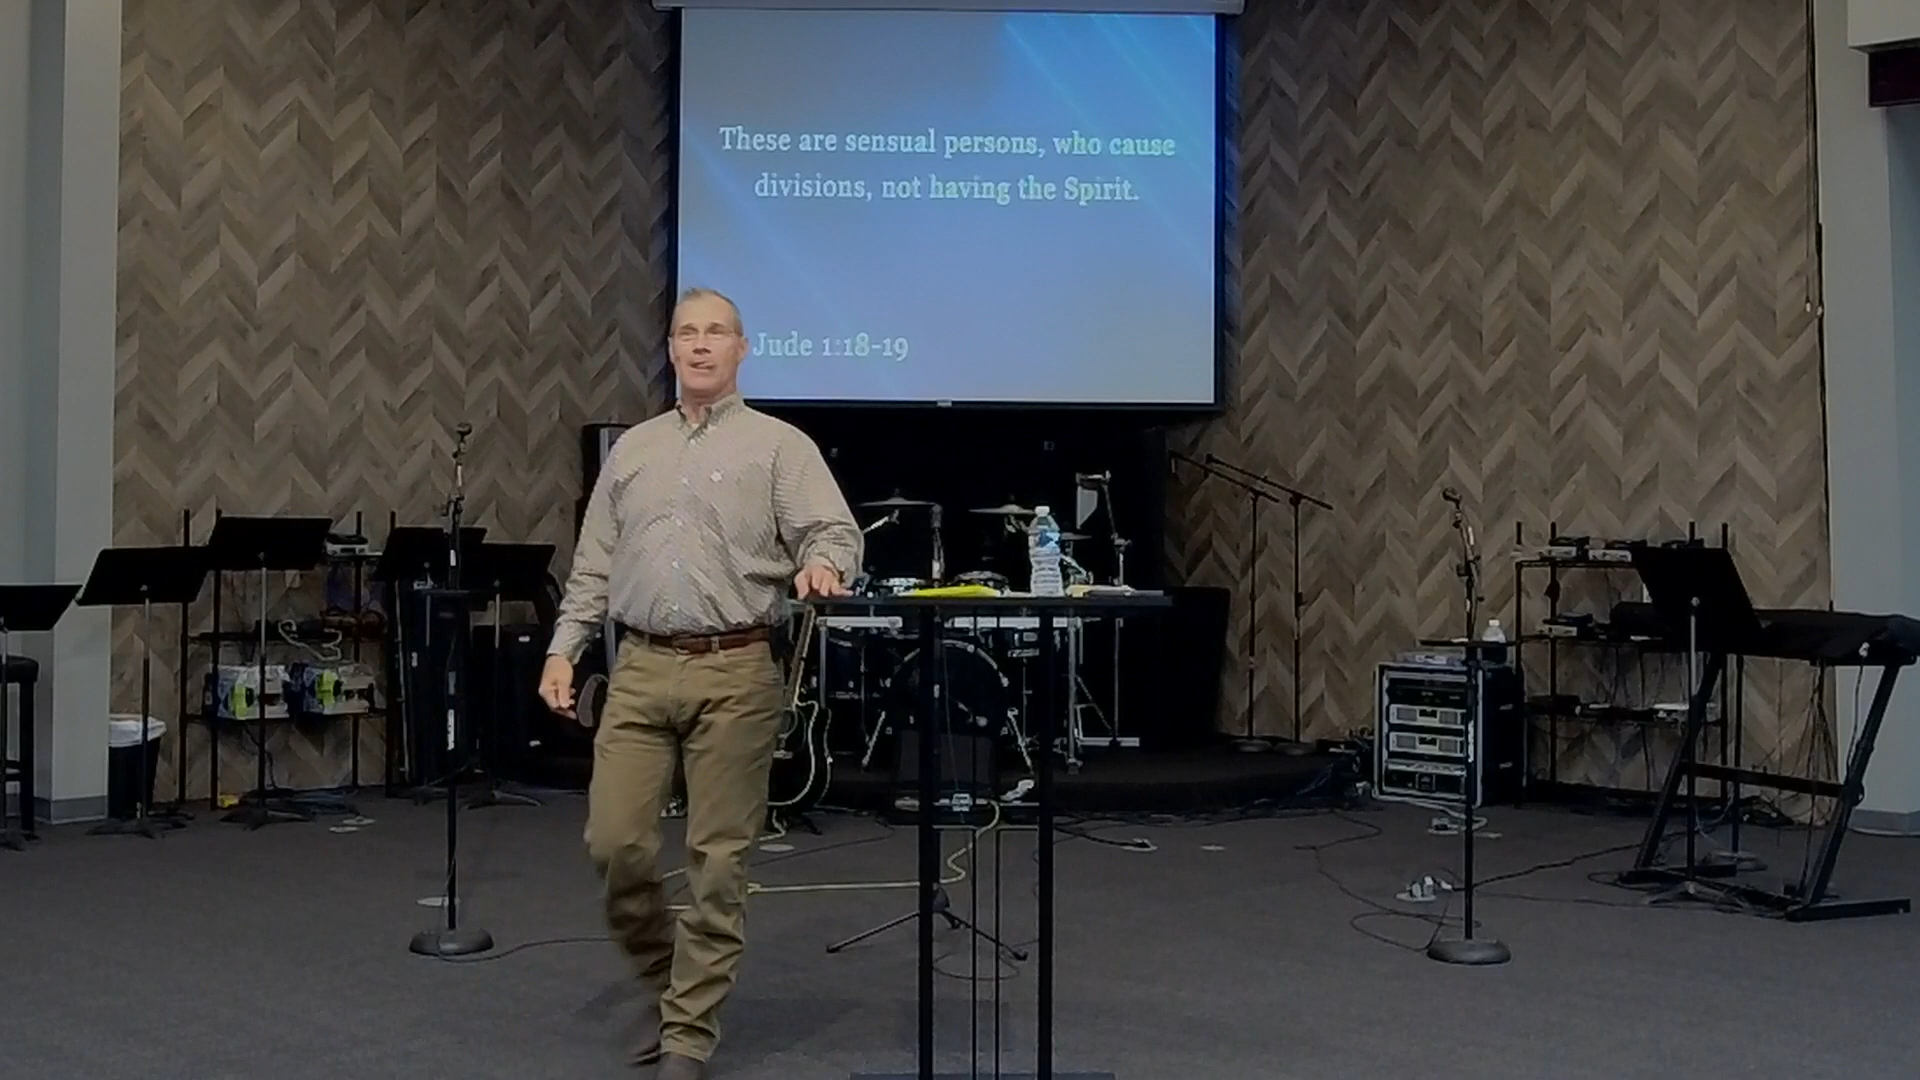 These are sensual persons, who cause
divisions, not having the Spirit.
Jude 1:18-19